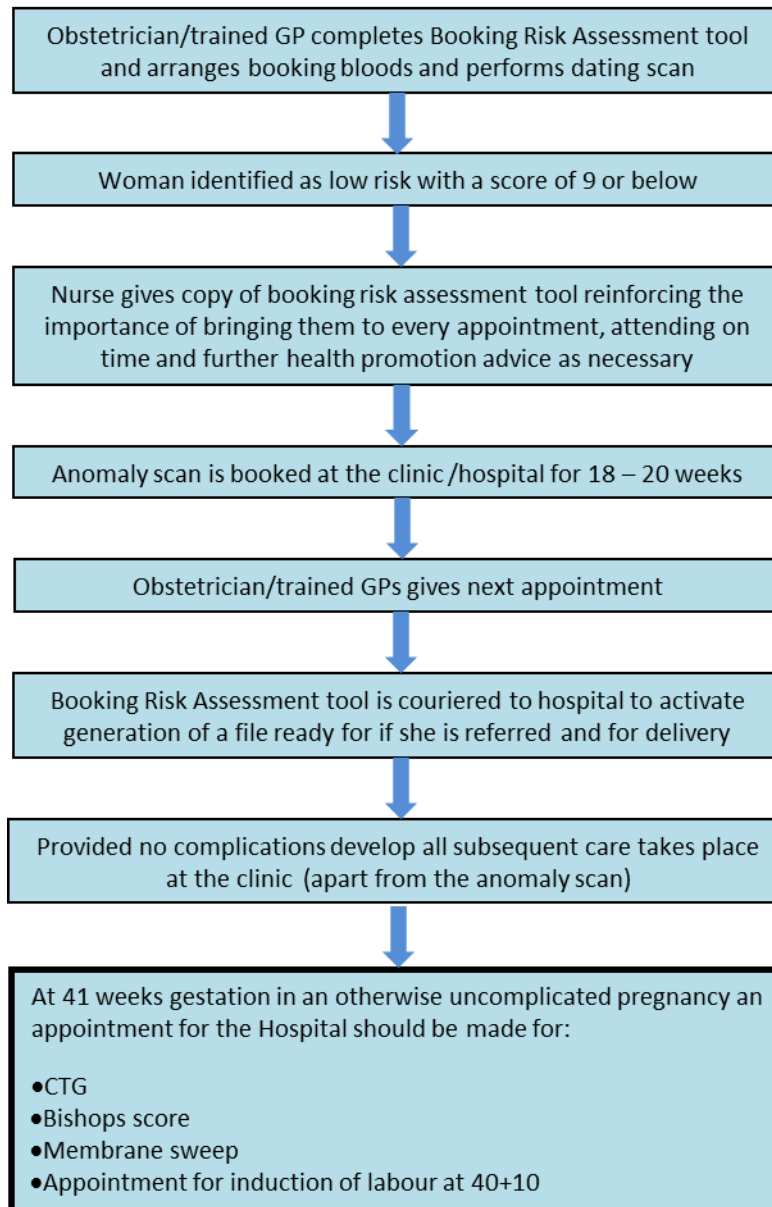 Obstetrician/trained GP completes Booking Risk Assessment tool
and arranges booking bloods and performs dating scan
Woman identified as low risk with a score of 9 or below
Nurse gives copy of booking risk assessment tool reinforcing the
importance of bringing them to every appointment, attending on
time and further health promotion advice as necessary
Anomaly scan is booked at the clinic/hospital for 18 – 20 weeks
Obstetrician/trained GPs gives next appointment
Booking Risk Assessment tool is couriered to hospital to activate
generation of a file ready for if she is referred and for delivery
Provided no complications develop all subsequent care takes place
at the clinic (apart from the anomaly scan)
At 41 weeks gestation in an otherwise uncomplicated pregnancy an
appointment for the Hospital should be made for:
•CTG
•Bishops score
•Membrane sweep
•Appointment for induction of labour at 40+10